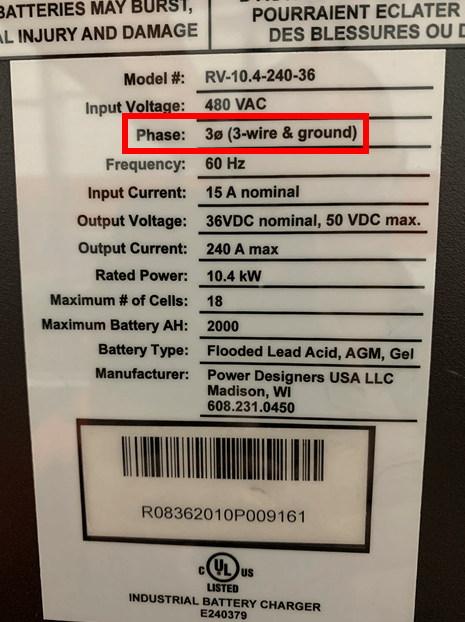 BATTERIES MAY BURST,
AL INJURY AND DAMAGE
POURRAIENT ECLATER
DES BLESSURES OU D
Model #: RV-10.4-240-36
Input Voltage: 480 VAC
Phase: 3ø (3-wire & ground)
Frequency: 60 Hz
Input Current: 15 A nominal
Output Voltage: 36VDC nominal, 50 VDC max.
Output Current: 240 A max
Rated Power: 10.4 kW
Maximum # of Cells: 18
Maximum Battery AH: 2000
Battery Type: Flooded Lead Acid, AGM, Gel
Manufacturer: Power Designers USA LLC
Madison, WI
608.231.0450
R08362010P009161
C UL US
LISTED
INDUSTRIAL BATTERY CHARGER
E240379